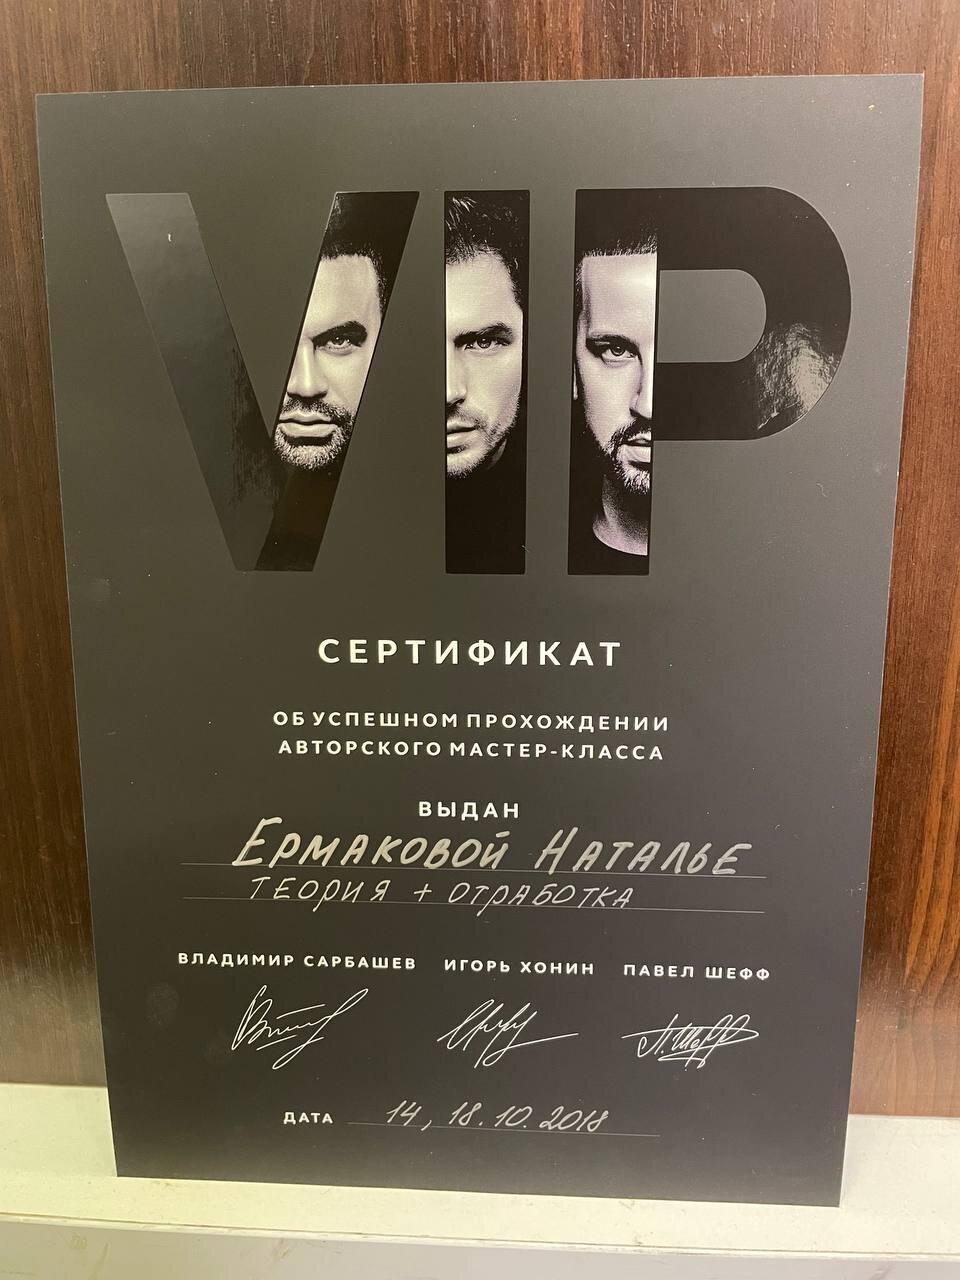 VIP
СЕРТИФИКАТ
ОБ УСПЕШНОМ ПРОХОЖДЕНИИ
АВТОРСКОГО МАСТЕР-КЛАССА
ВЫДАН
ЕРМАКОВОЙ НАТАЛЬЕ
ТЕОРИЯ + ОТРАБОТКА
ВЛАДИМИР САРБАШЕВ ИГОРЬ ХОНИН ПАВЕЛ ШЕФФ
П. Шефф
ДАТА 14, 18.10.2018